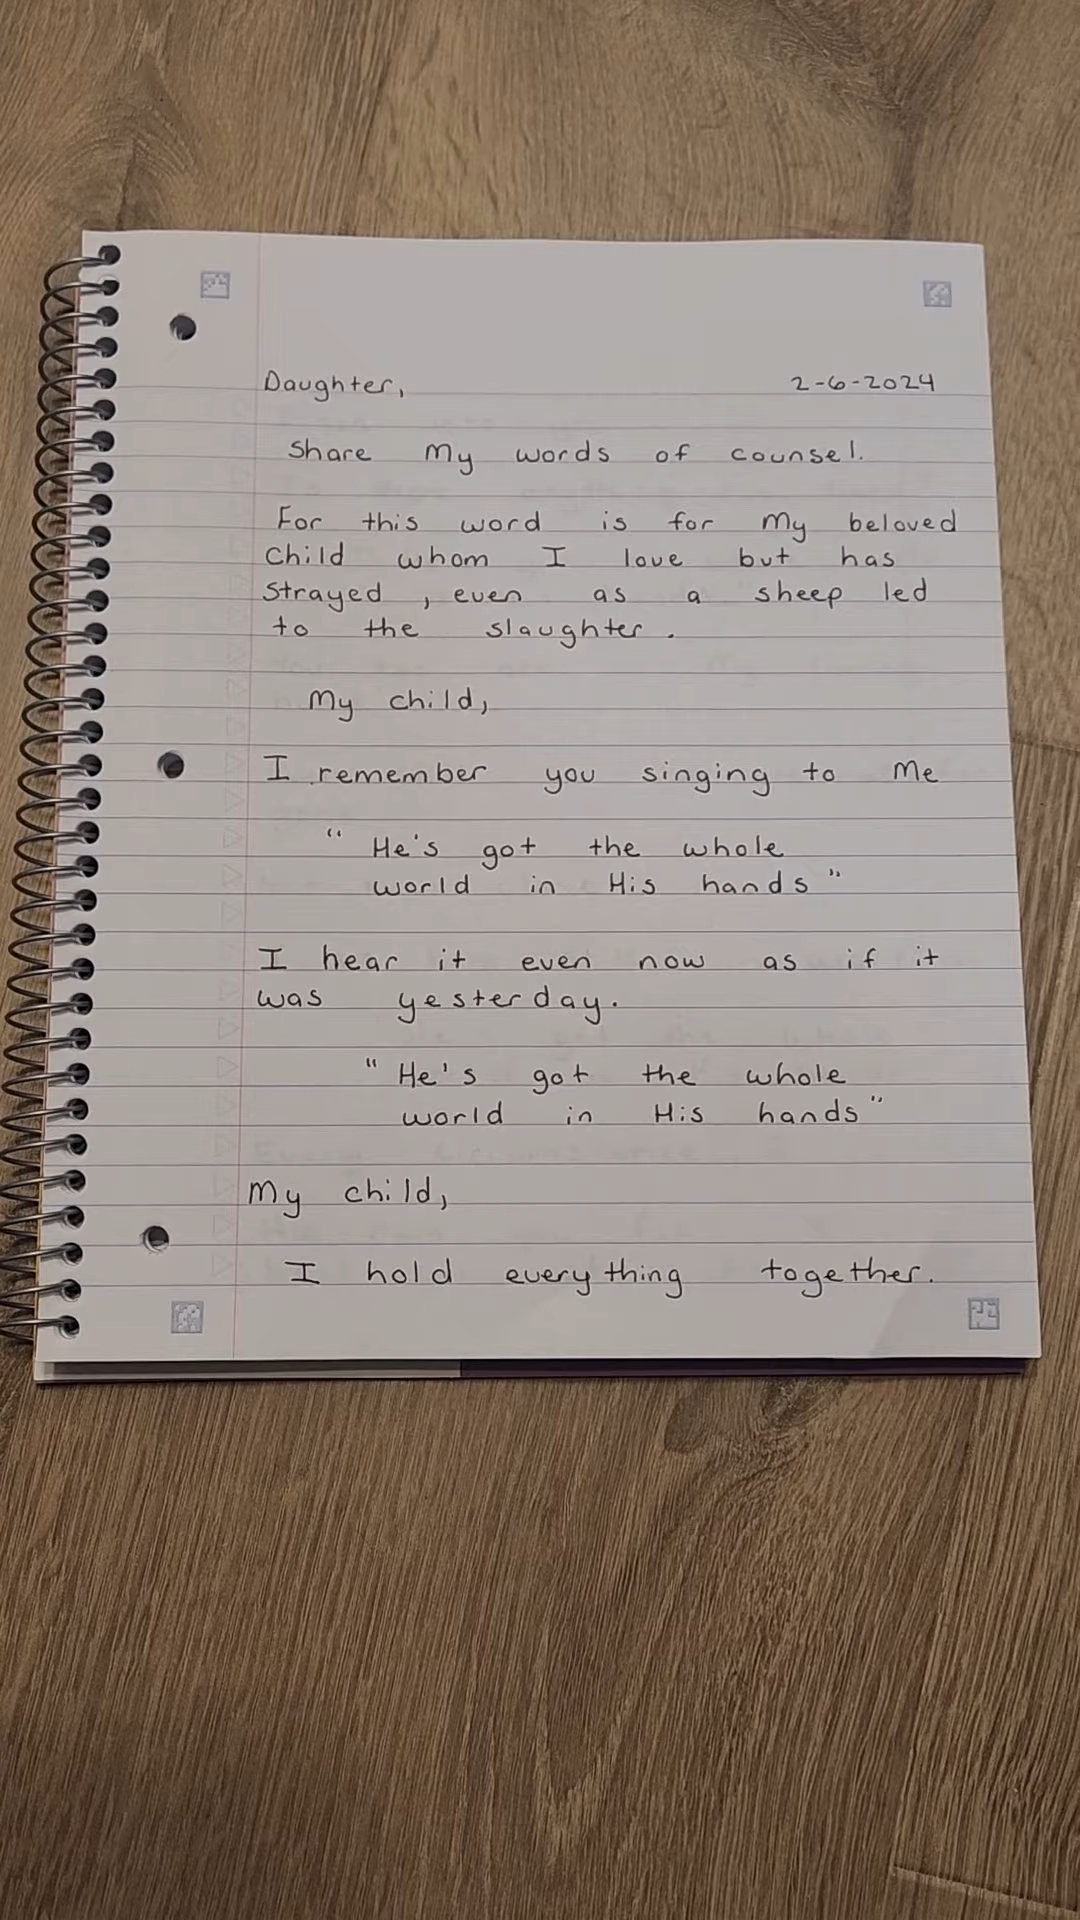 Daughter, 2-6-2024
Share My words of counsel.
For this word is for My beloved
child whom I love but has
strayed, even as a sheep led
to the slaughter.
My child,
I remember you singing to Me
"He's got the whole
world in His hands"
I hear it even now as if it
was yesterday.
"He's got the whole
world in His hands"
My child,
I hold everything together.